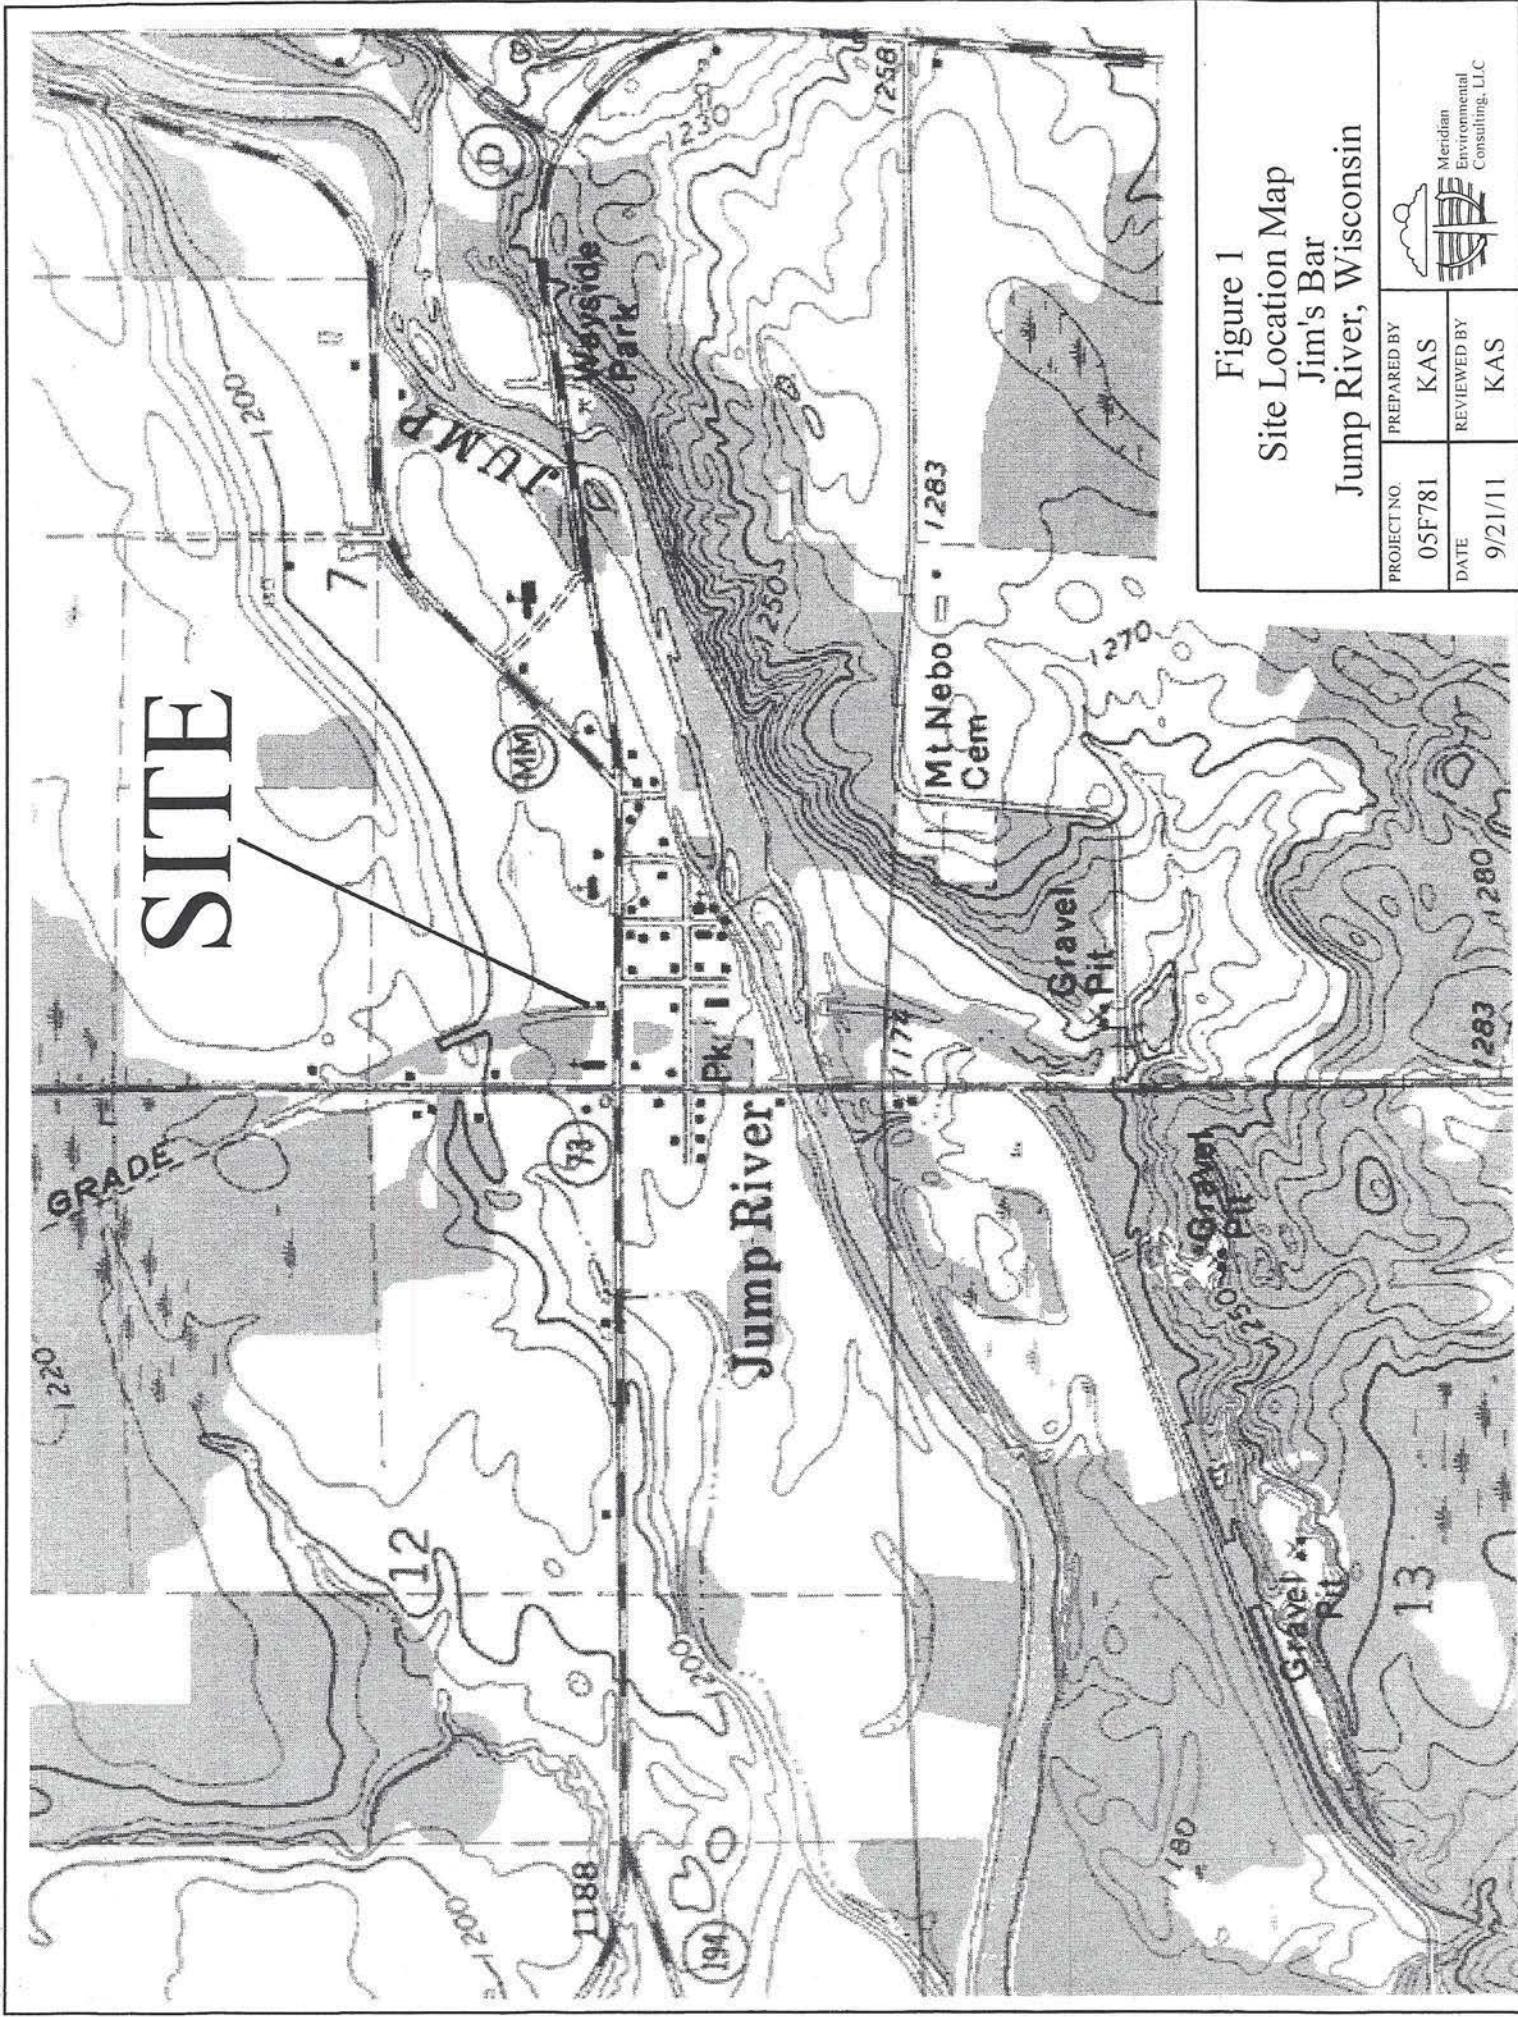 SITE
GRADE
1220
1200
7
JUMP
D
1230
1258
Wayside
Park
MM
12
73
Pk
Jump River
1250
1283
Mt Nebo
Cem
1270
Gravel
Pit
1174
1188
194
1200
1200
Gravel
Pit
1250
Gravel
Pit
13
1180
1280
1283
Figure 1
Site Location Map
Jim's Bar
Jump River, Wisconsin
PROJECT NO.
05F781
PREPARED BY
KAS
DATE
9/21/11
REVIEWED BY
KAS
Meridian
Environmental
Consulting, LLC